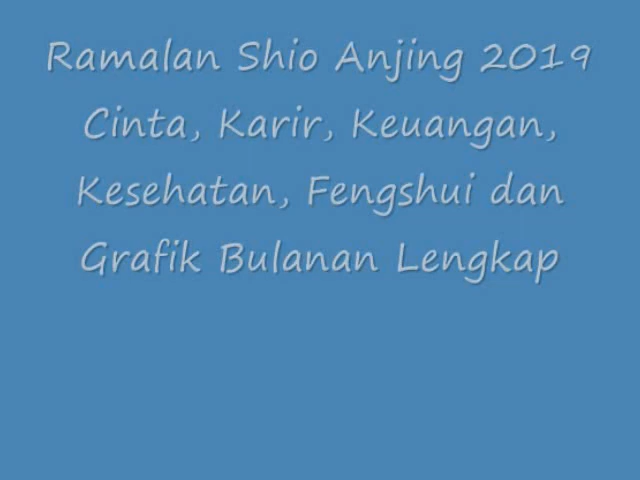 Ramalan Shio Anjing 2019
Cinta, Karir, Keuangan,
Kesehatan, Fengshui dan
Grafik Bulanan Lengkap